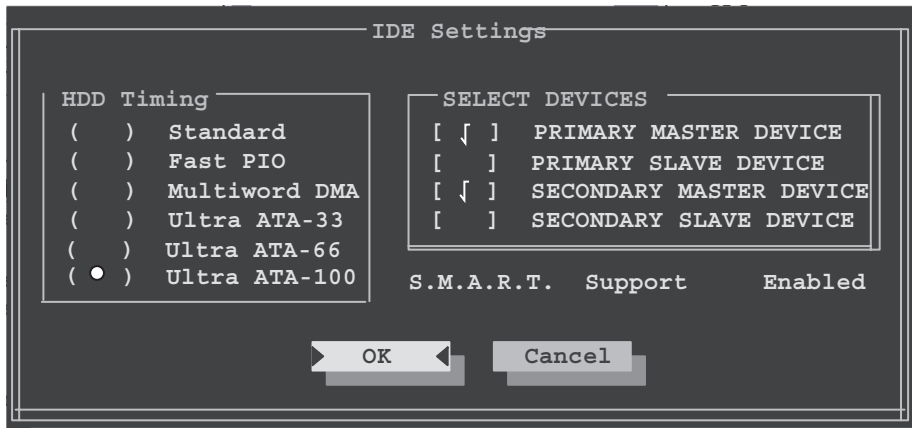 IDE Settings
HDD Timing
( ) Standard
( ) Fast PIO
( ) Multiword DMA
( ) Ultra ATA-33
( ) Ultra ATA-66
( • ) Ultra ATA-100
SELECT DEVICES
[ √ ] PRIMARY MASTER DEVICE
[ ] PRIMARY SLAVE DEVICE
[ √ ] SECONDARY MASTER DEVICE
[ ] SECONDARY SLAVE DEVICE
S.M.A.R.T. Support Enabled
OK
Cancel